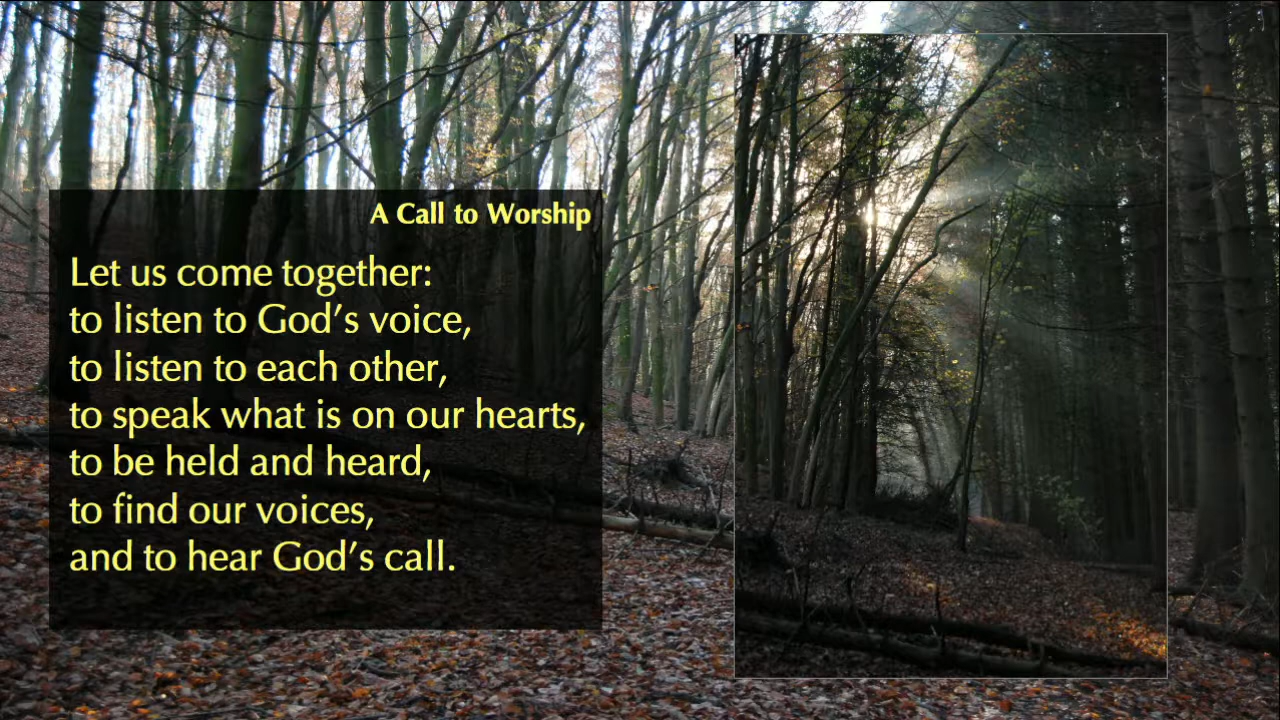 A Call to Worship
Let us come together:
to listen to God's voice,
to listen to each other,
to speak what is on our hearts,
to be held and heard,
to find our voices,
and to hear God's call.